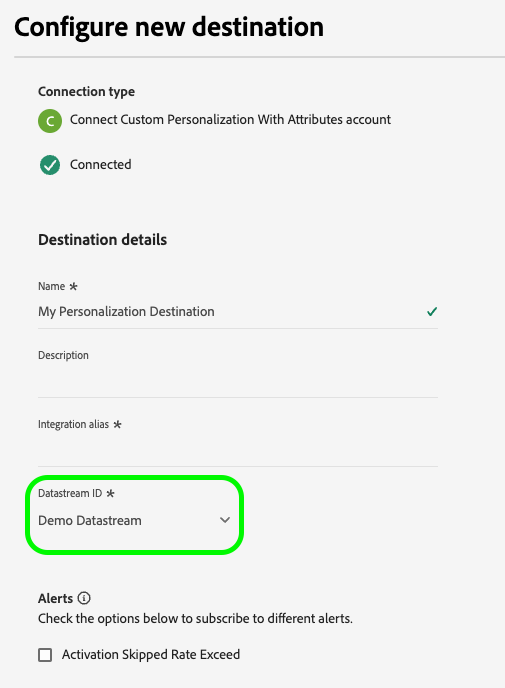 Configure new destination
Connection type
C
Connect Custom Personalization With Attributes account
Connected
Destination details
Name *
My Personalization Destination
Description
Integration alias *
Datastream ID *
Demo Datastream
Alerts
Check the options below to subscribe to different alerts.
Activation Skipped Rate Exceed